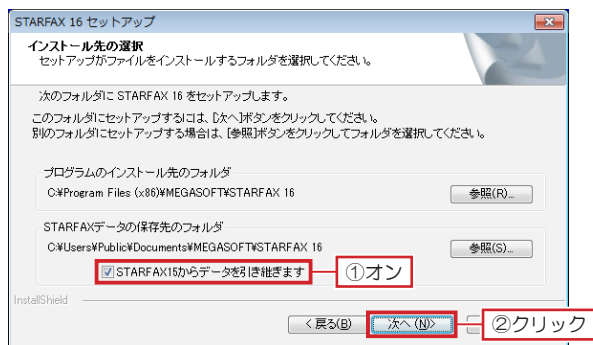 STARFAX 16 セットアップ
インストール先の選択
セットアップがファイルをインストールするフォルダを選択してください。
次のフォルダに STARFAX 16 をセットアップします。
このフォルダにセットアップするには、[次へ]ボタンをクリックしてください。
別のフォルダにセットアップする場合は、[参照]ボタンをクリックしてフォルダを選択してください。
プログラムのインストール先のフォルダ
C:¥Program Files (x86)¥MEGASOFT¥STARFAX 16
参照(R)...
STARFAXデータの保存先のフォルダ
C:¥Users¥Public¥Documents¥MEGASOFT¥STARFAX 16
参照(S)...
STARFAX15からデータを引き継ぎます
①オン
InstallShield
< 戻る(B)
次へ (N)>
②クリック